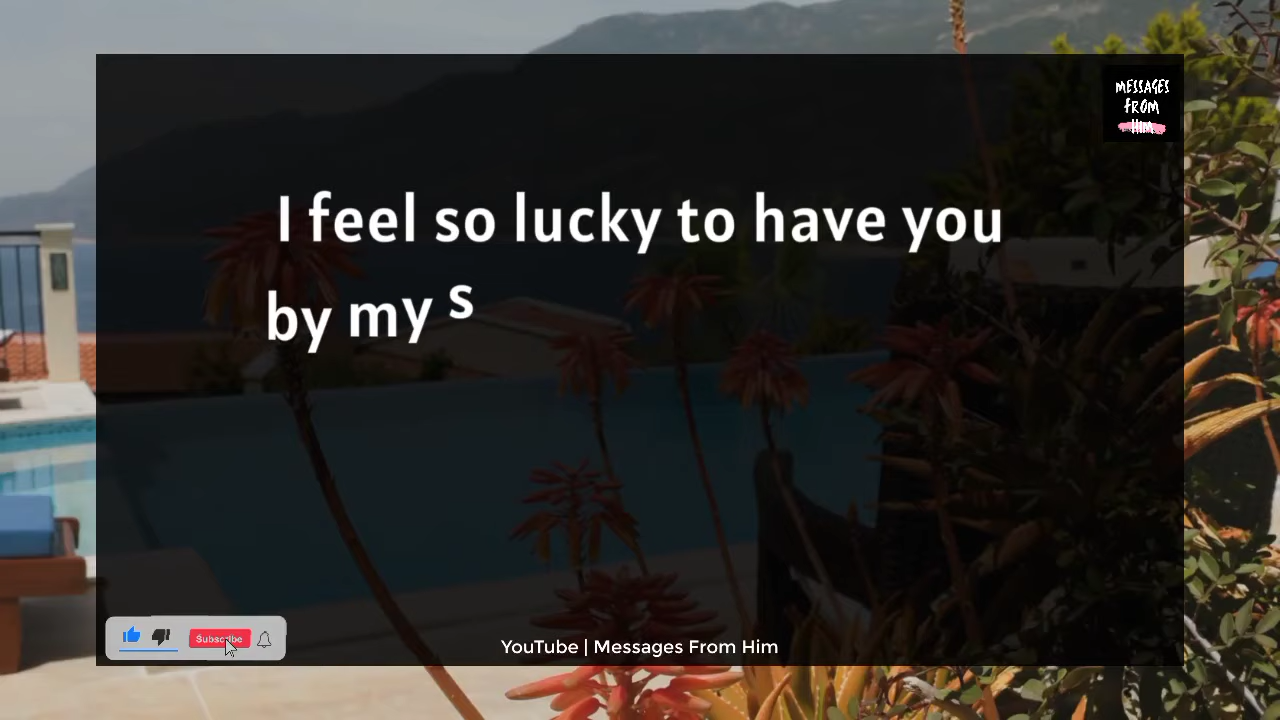 MESSAGES
FROM
HIM
I feel so lucky to have you
by my s
Subscribe
YouTube | Messages From Him